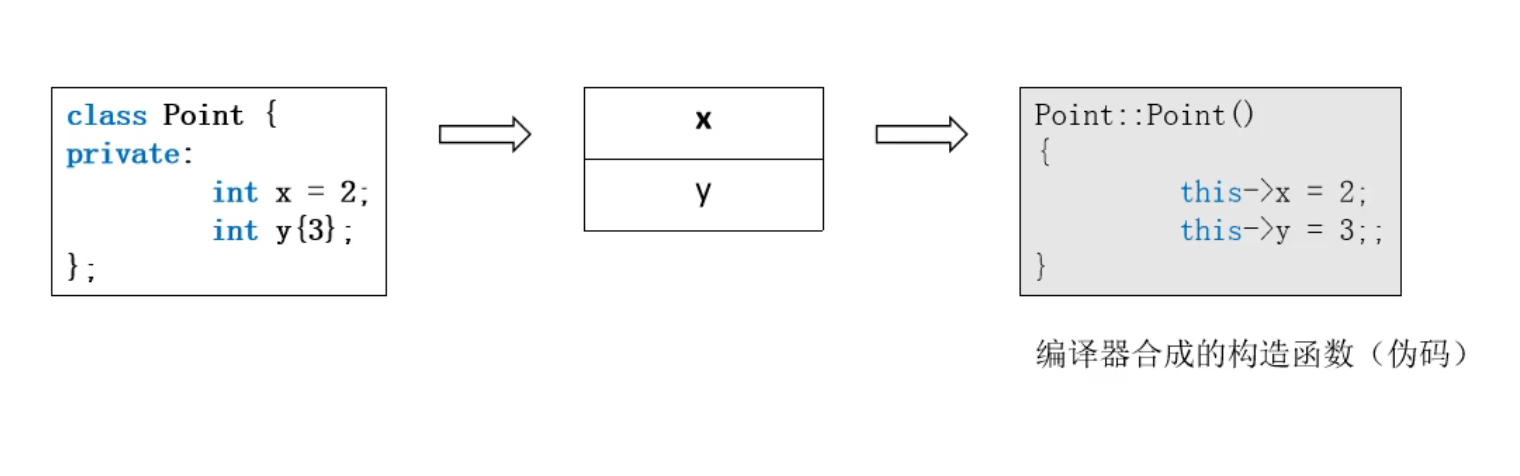 class Point {
private:
int x = 2;
int y{3};
};
x
y
Point::Point()
{
this->x = 2;
this->y = 3;;
}
编译器合成的构造函数（伪码）